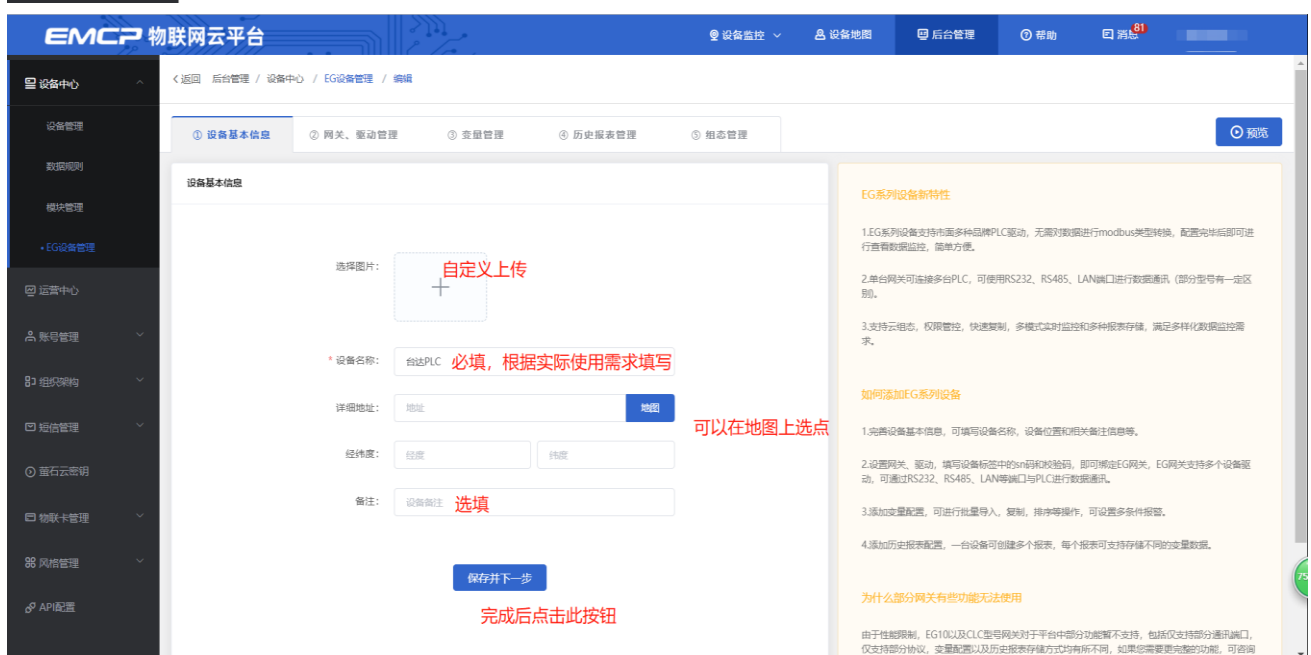 EMCP 物联网云平台
设备监控
设备地图
后台管理
帮助
消息
81
设备中心
设备管理
数据规则
模块管理
• EG设备管理
运营中心
账号管理
组织架构
短信管理
萤石云密钥
物联卡管理
风格管理
API配置
返回 后台管理 / 设备中心 / EG设备管理 / 编辑
① 设备基本信息
② 网关、驱动管理
③ 变量管理
④ 历史报表管理
⑤ 组态管理
预览
设备基本信息
选择图片:
自定义上传
* 设备名称:
台达PLC
必填，根据实际使用需求填写
详细地址:
地址
地图
可以在地图上选点
经纬度:
经度
纬度
备注:
设备备注
选填
保存并下一步
完成后点击此按钮
EG系列设备新特性
1.EG系列设备支持市面多种品牌PLC驱动，无需对数据进行modbus类型转换，配置完毕后即可进
行查看数据监控，简单方便。
2.单台网关可连接多台PLC，可使用RS232、RS485、LAN端口进行数据通讯（部分型号有一定区
别)。
3.支持云组态，权限管控，快速复制，多模式实时监控和多种报表存储，满足多样化数据监控需
求。
如何添加EG系列设备
1.完善设备基本信息，可填写设备名称，设备位置和相关备注信息等。
2.设置网关、驱动，填写设备标签中的sn码和校验码，即可绑定EG网关，EG网关支持多个设备驱
动，可通过RS232、RS485、LAN等端口与PLC进行数据通讯。
3.添加变量配置，可进行批量导入，复制，排序等操作，可设置多条件报警。
4.添加历史报表配置，一台设备可创建多个报表，每个报表可支持存储不同的变量数据。
为什么部分网关有些功能无法使用
由于性能限制，EG10以及CLC型号网关对于平台中部分功能暂不支持，包括仅支持部分通讯端口，
仅支持部分协议，变量配置以及历史报表存储方式均有所不同，如果您需要更完整的功能，可咨询
75